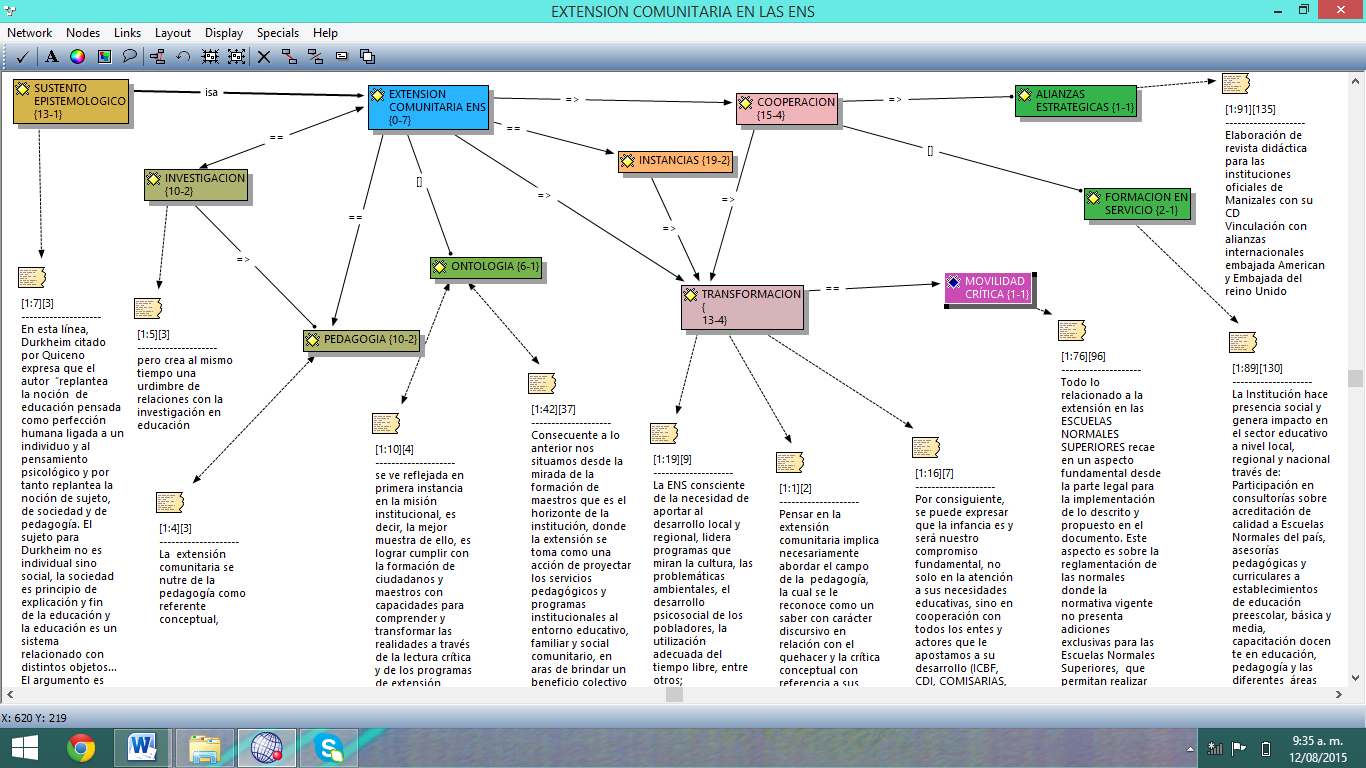 EXTENSION COMUNITARIA EN LAS ENS
Network Nodes Links Layout Display Specials Help
SUSTENTO
EPISTEMOLOGICO
{13-1}
isa
EXTENSION
COMUNITARIA ENS
{0-7}
=>
COOPERACION
{15-4}
=>
ALIANZAS
ESTRATEGICAS {1-1}
==
==
INSTANCIAS {19-2}
[]
FORMACION EN
SERVICIO {2-1}
INVESTIGACION
{10-2}
[]
==
=>
=>
=>
=>
ONTOLOGIA {6-1}
TRANSFORMACION
{
13-4}
==
MOVILIDAD
CRÍTICA {1-1}
PEDAGOGIA {10-2}
[1:7][3]
--------------------
En esta línea,
Durkheim citado
por Quiceno
expresa que el
autor "replantea
la noción de
educación pensada
como perfección
humana ligada a un
individuo y al
pensamiento
psicológico y por
tanto replantea la
noción de sujeto,
de sociedad y de
pedagogía. El
sujeto para
Durkheim no es
individual sino
social, la sociedad
es principio de
explicación y fin
de la educación y
la educación es un
sistema
relacionado con
distintos objetos...
El argumento es
[1:5][3]
--------------------
pero crea al mismo
tiempo una
urdimbre de
relaciones con la
investigación en
educación
[1:4][3]
--------------------
La extensión
comunitaria se
nutre de la
pedagogía como
referente
conceptual,
[1:10][4]
--------------------
se ve reflejada en
primera instancia
en la misión
institucional, es
decir, la mejor
muestra de ello, es
lograr cumplir con
la formación de
ciudadanos y
maestros con
capacidades para
comprender y
transformar las
realidades a través
de la lectura crítica
y de los programas
de extensión
[1:42][37]
--------------------
Consecuente a lo
anterior nos
situamos desde la
mirada de la
formación de
maestros que es el
horizonte de la
institución, donde
la extensión se
toma como una
acción de proyectar
los servicios
pedagógicos y
programas
institucionales al
entorno educativo,
familiar y social
comunitario, en
aras de brindar un
beneficio colectivo
[1:19][9]
--------------------
La ENS consciente
de la necesidad de
aportar al
desarrollo local y
regional, lidera
programas que
miran la cultura, las
problemáticas
ambientales, el
desarrollo
psicosocial de los
pobladores, la
utilización
adecuada del
tiempo libre, entre
otros;
[1:1][2]
--------------------
Pensar en la
extensión
comunitaria implica
necesariamente
abordar el campo
de la pedagogía,
la cual se le
reconoce como un
saber con carácter
discursivo en
relación con el
quehacer y la crítica
conceptual con
referencia a sus
[1:16][7]
--------------------
Por consiguiente,
se puede expresar
que la infancia es y
será nuestro
compromiso
fundamental, no
solo en la atención
a sus necesidades
educativas, sino en
cooperación con
todos los entes y
actores que le
apostamos a su
desarrollo (ICBF,
CDI, COMISARIAS,
[1:76][96]
--------------------
Todo lo
relacionado a la
extensión en las
ESCUELAS
NORMALES
SUPERIORES recae
en un aspecto
fundamental desde
la parte legal para
la implementación
de lo descrito y
propuesto en el
documento. Este
aspecto es sobre la
reglamentación de
las normales
donde la
normativa vigente
no presenta
adiciones
exclusivas para las
Escuelas Normales
Superiores, que
permitan realizar
[1:91][135]
--------------------
Elaboración de
revista didáctica
para las
instituciones
oficiales de
Manizales con su
CD
Vinculación con
alianzas
internacionales
embajada American
y Embajada del
reino Unido
[1:89][130]
--------------------
La Institución hace
presencia social y
genera impacto en
el sector educativo
a nivel local,
regional y nacional
través de:
Participación en
consultorías sobre
acreditación de
calidad a Escuelas
Normales del país,
asesorías
pedagógicas y
curriculares a
establecimientos
de educación
preescolar, básica y
media,
capacitación docen
te en educación,
pedagogía y las
diferentes áreas
X: 620 Y: 219
9:35 a. m.
12/08/2015